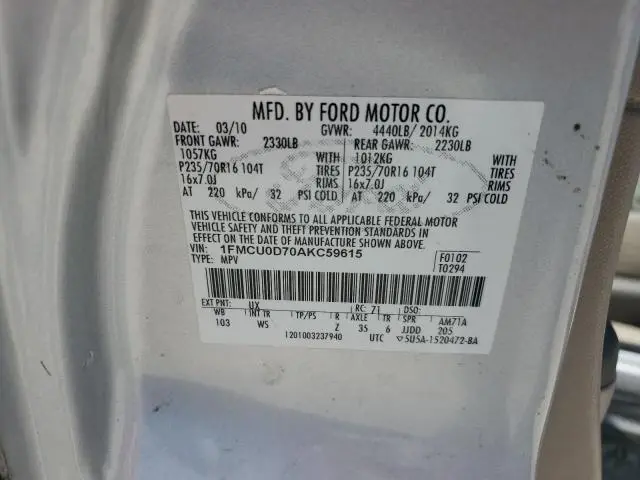 MFD. BY FORD MOTOR CO.
DATE: 03/10 GVWR: 4440LB/ 2014KG
FRONT GAWR: 2330LB REAR GAWR: 2230LB
1057KG WITH 1012KG WITH
P235/70R16 104T TIRES P235/70R16 104T TIRES
16x7.0J RIMS 16x7.0J RIMS
AT 220 kPa/ 32 PSI COLD AT 220 kPa/ 32 PSI COLD
THIS VEHICLE CONFORMS TO ALL APPLICABLE FEDERAL MOTOR
VEHICLE SAFETY AND THEFT PREVENTION STANDARDS IN
EFFECT ON THE DATE OF MANUFACTURE SHOWN ABOVE.
VIN: 1FMCU0D70AKC59615 F0102
TYPE: MPV T0294
EXT PNT: UX RC: 71 DSO:
WB INT TR TP/PS R AXLE TR SPR AM71A
103 WS Z 35 6 JJDD 205
1201003237940 UTC ▽5U5A-1520472-BA